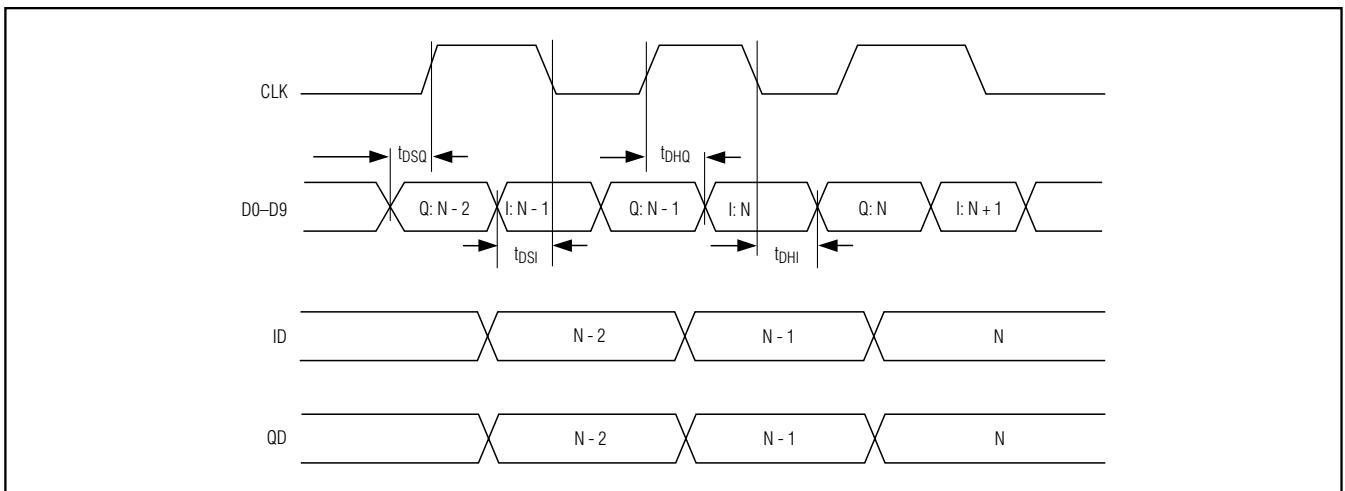 CLK
tDSQ
tDHQ
D0–D9
Q: N - 2
I: N - 1
Q: N - 1
I: N
Q: N
I: N + 1
tDSI
tDHI
ID
N - 2
N - 1
N
QD
N - 2
N - 1
N